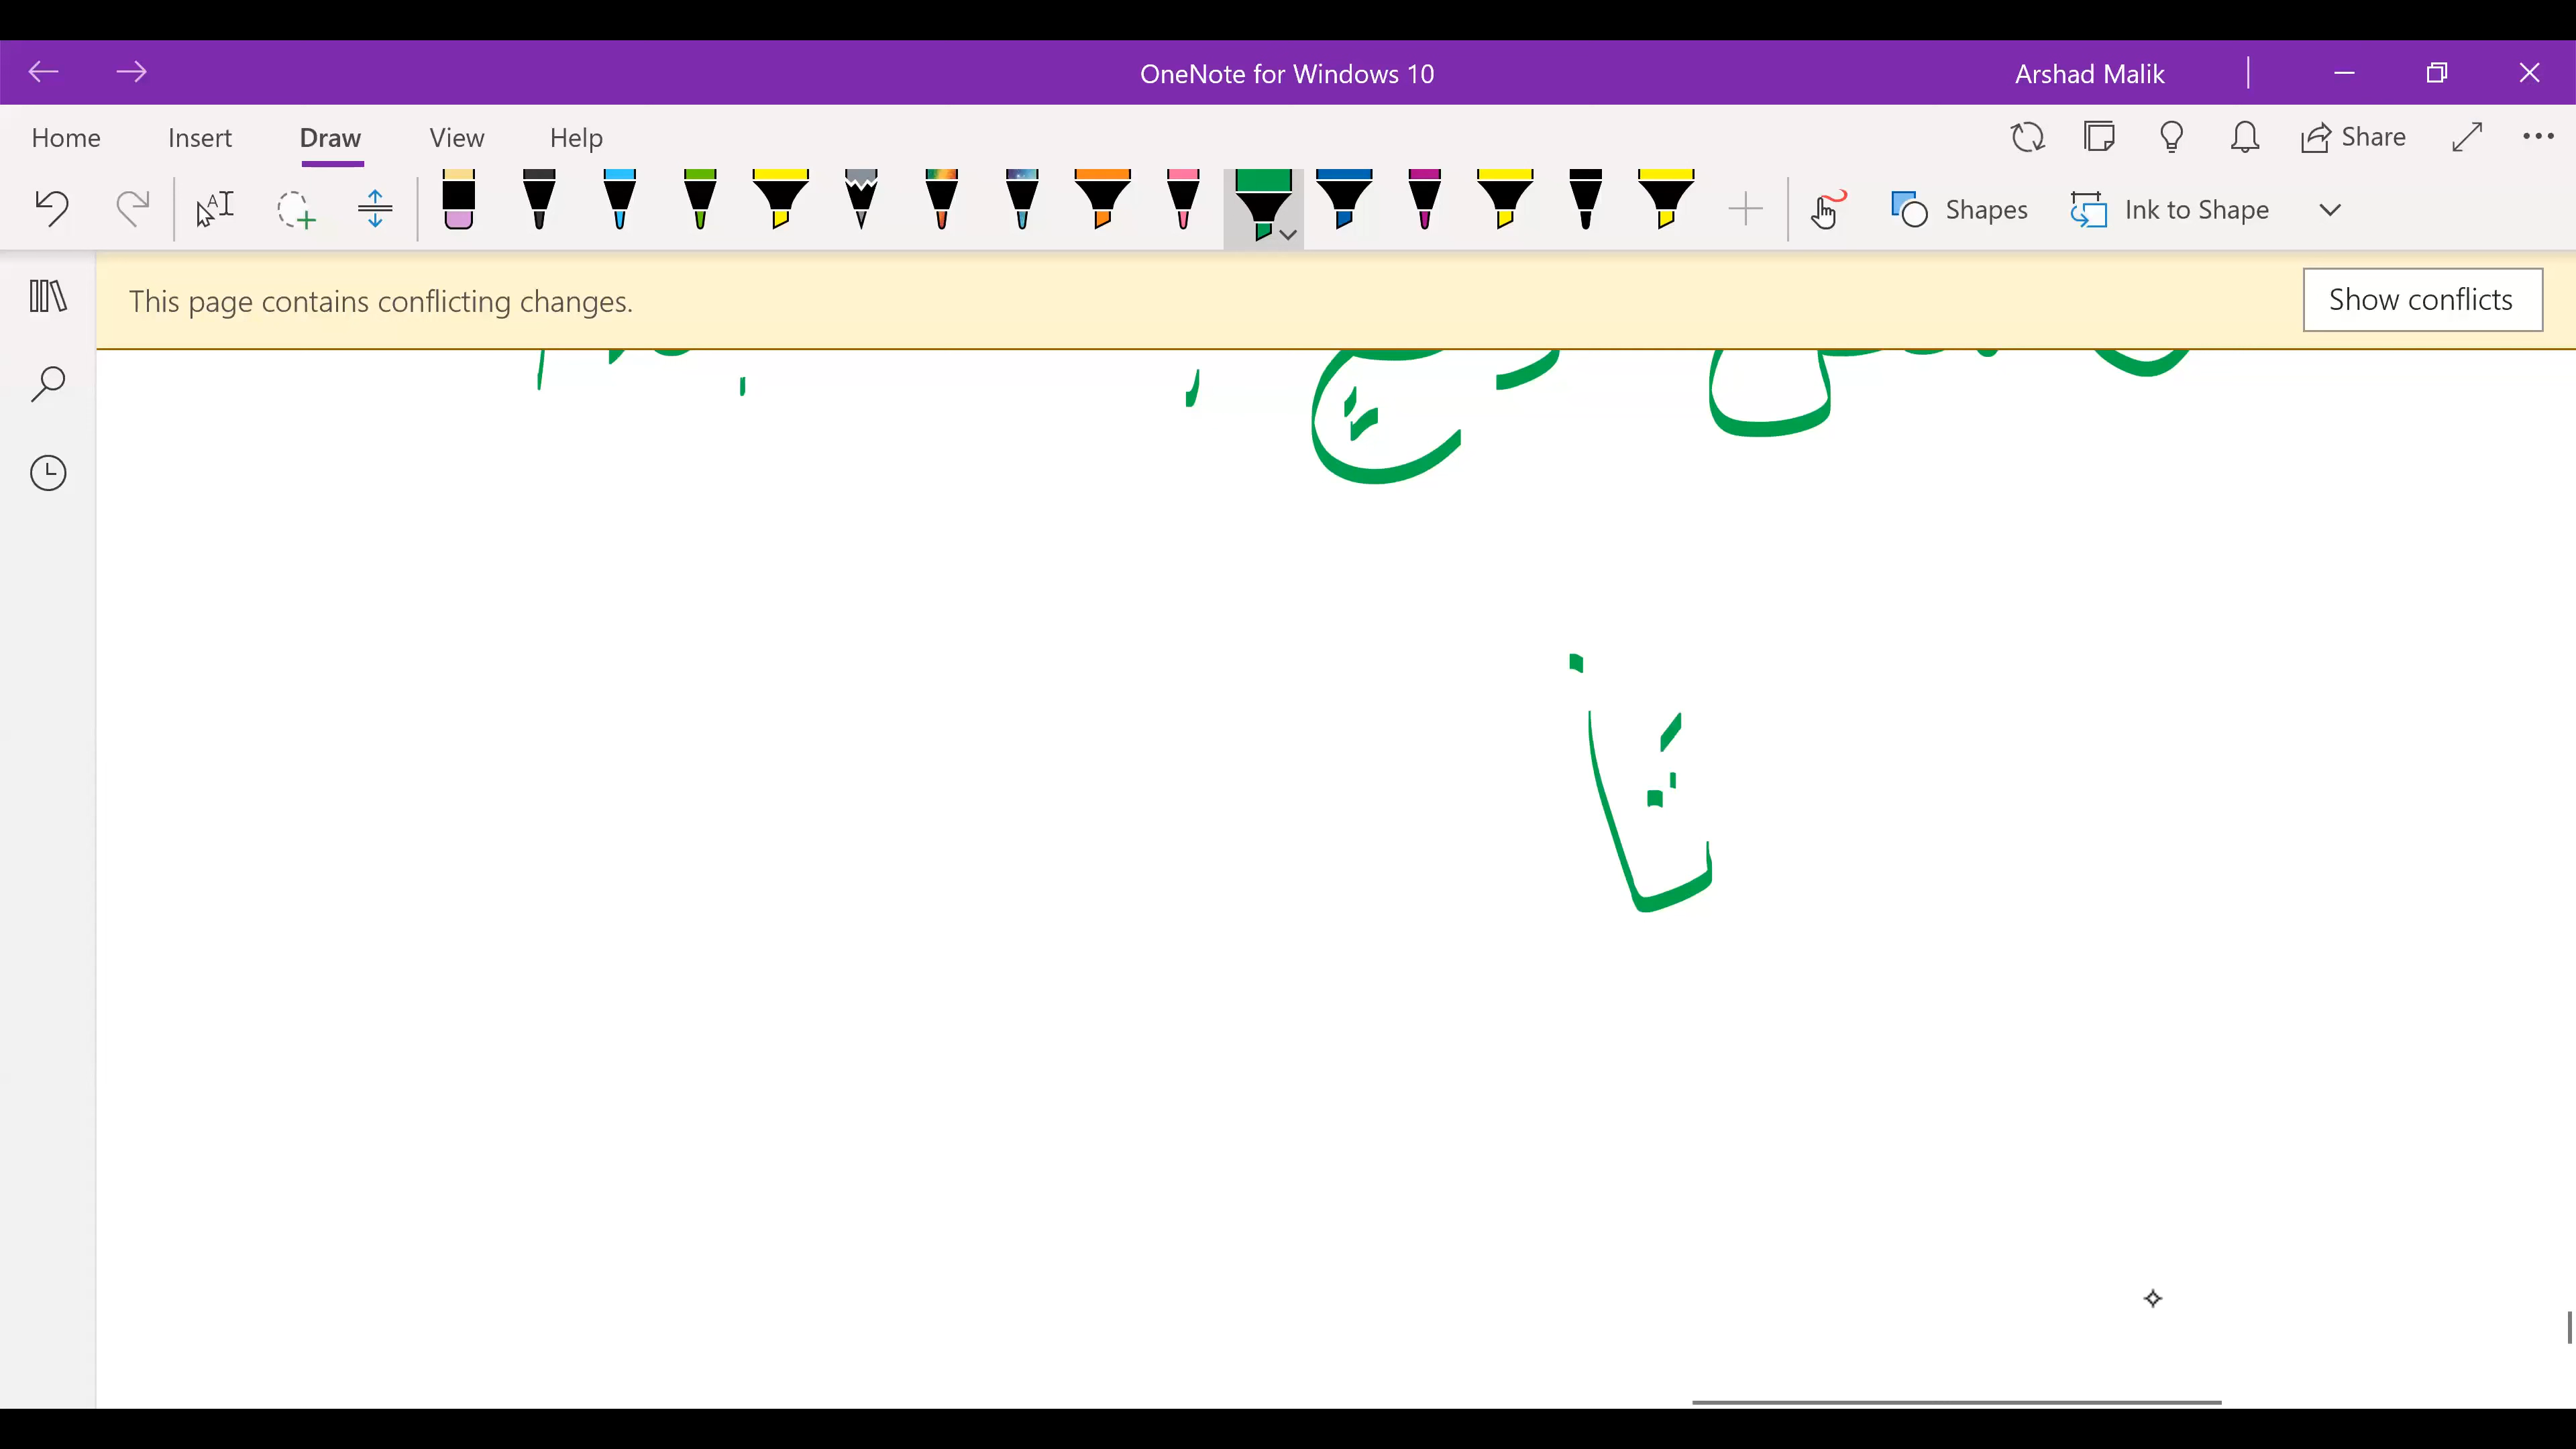 OneNote for Windows 10
Arshad Malik
Home Insert Draw View Help
Share
Shapes
Ink to Shape
This page contains conflicting changes.
Show conflicts